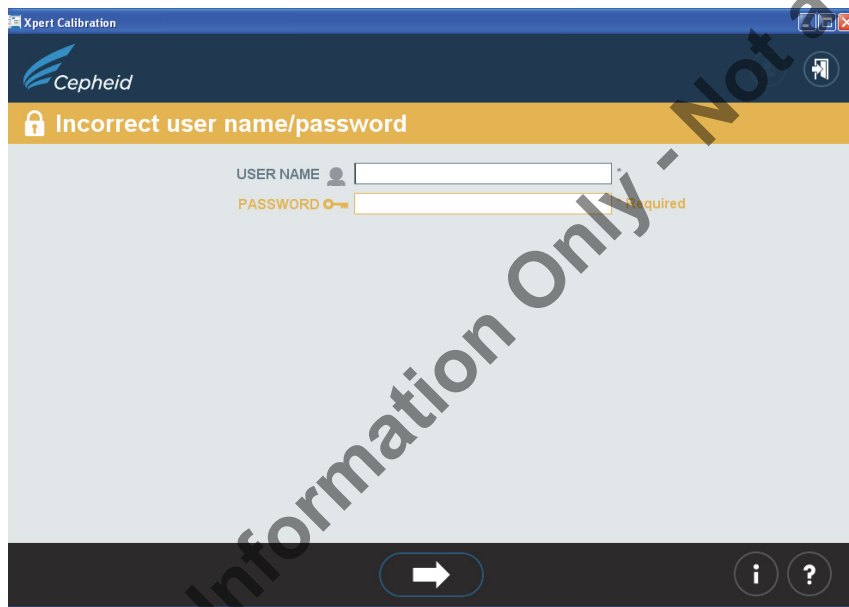 Xpert Calibration
Cepheid
Incorrect user name/password
USER NAME *
PASSWORD Required
Information Only - Not a
i ?